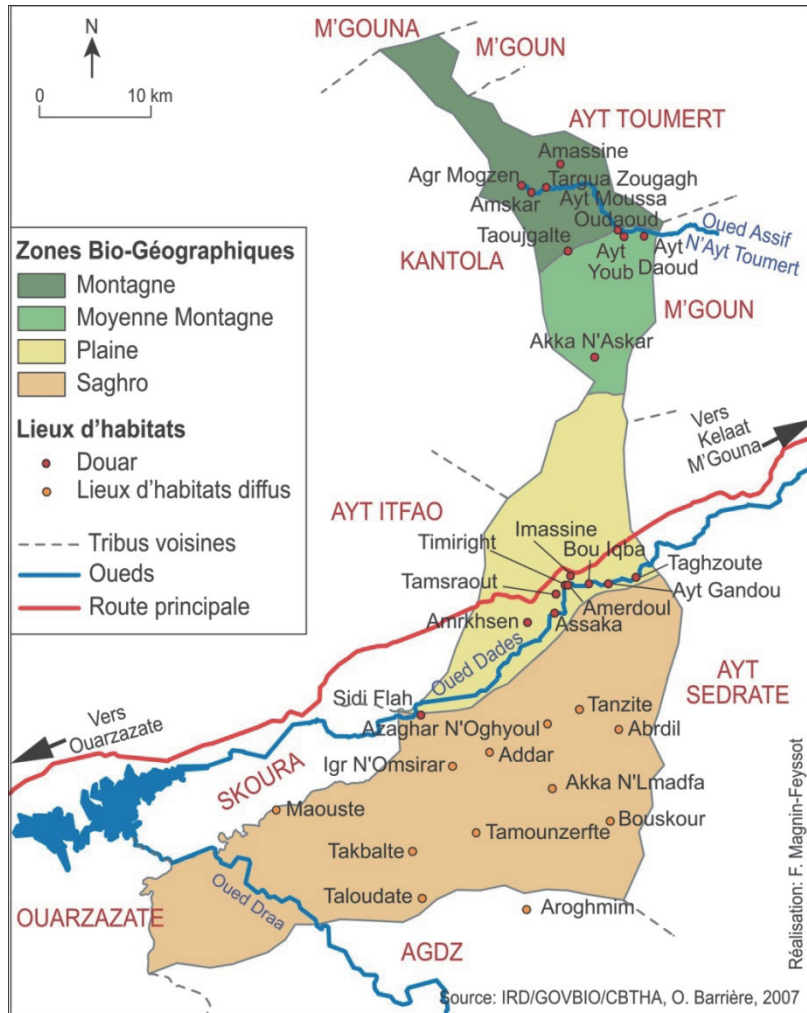 M'GOUNA
N
M'GOUN
0
10 km
AYT TOUMERT
Amassine
Agr Mogzen
Targua Zougagh
Amskar
Ayt Moussa
Oudaoud
Oued Assif
N'Ayt Toumert
Taoujgalte
Ayt
Youb
Ayt
Daoud
KANTOLA
M'GOUN
Akka N'Askar
Zones Bio-Géographiques
Montagne
Moyenne Montagne
Plaine
Saghro
Lieux d'habitats
Douar
Lieux d'habitats diffus
Tribus voisines
Oueds
Route principale
Vers
Kelaat
M'Gouna
AYT ITFAO
Imassine
Timiright
Bou Iqba
Taghzoute
Tamsraout
Ayt Gandou
Amerdoul
Amrkhsen
Assaka
Oued Dades
AYT
SEDRATE
Sidi Flah
Tanzite
Vers
Ouarzazate
Azaghar N'Oghyoul
Abrdil
Addar
Igr N'Omsirar
SKOURA
Akka N'Lmadfa
Maouste
Bouskour
Tamounzerfte
Takbalte
Oued Draa
Taloudate
Aroghmim
OUARZAZATE
AGDZ
Réalisation: F. Magnin-Feyssot
Source: IRD/GOVBIO/CBTHA, O. Barrière, 2007